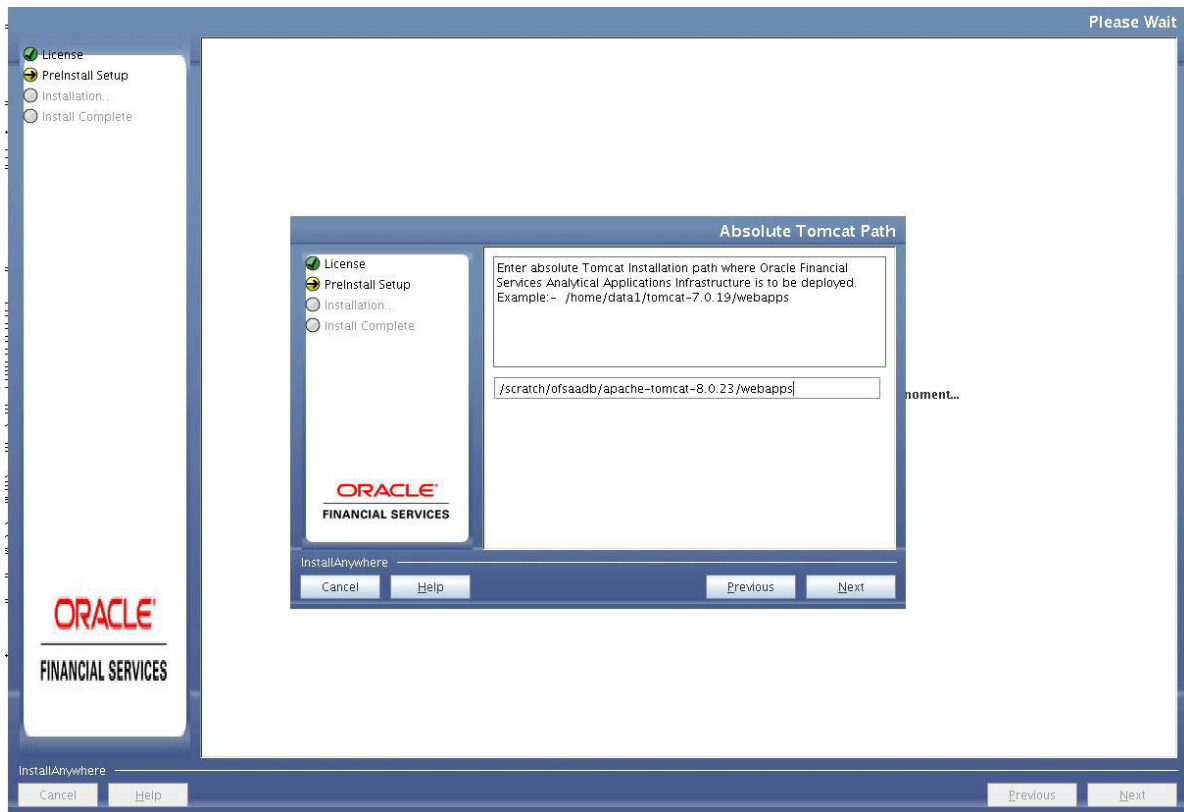 Please Wait
License
PreInstall Setup
Installation..
Install Complete
Absolute Tomcat Path
License
PreInstall Setup
Installation..
Install Complete
Enter absolute Tomcat Installation path where Oracle Financial
Services Analytical Applications Infrastructure is to be deployed.
Example:- /home/data1/tomcat-7.0.19/webapps
/scratch/ofsaadb/apache-tomcat-8.0.23/webapps
moment...
ORACLE'
FINANCIAL SERVICES
InstallAnywhere
Cancel
Help
Previous
Next
ORACLE'
FINANCIAL SERVICES
InstallAnywhere
Cancel
Help
Previous
Next